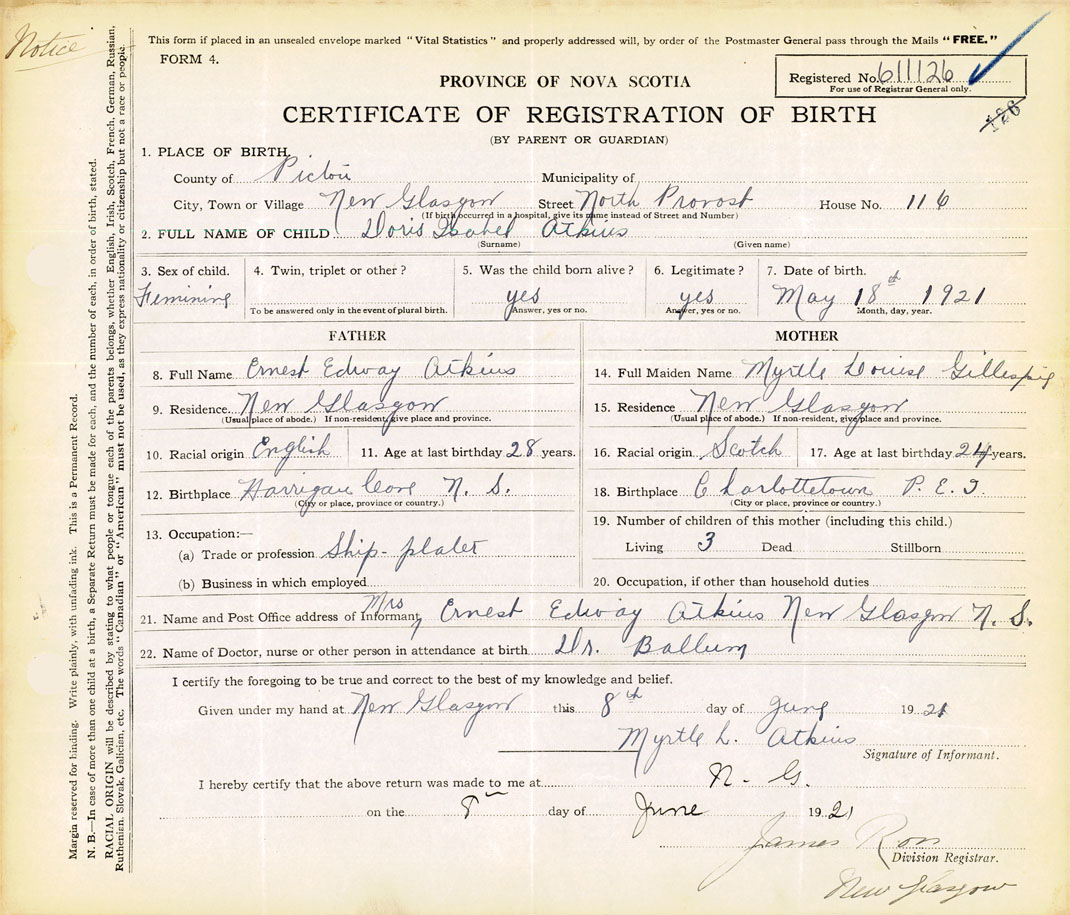 Notice
This form if placed in an unsealed envelope marked "Vital Statistics" and properly addressed will, by order of the Postmaster General pass through the Mails "FREE."
FORM 4.
Registered No. 611126
For use of Registrar General only.
126
PROVINCE OF NOVA SCOTIA
CERTIFICATE OF REGISTRATION OF BIRTH
(BY PARENT OR GUARDIAN)
1. PLACE OF BIRTH.
County of Pictou Municipality of
City, Town or Village New Glasgow Street North Provost House No. 116
(If birth occurred in a hospital, give its name instead of Street and Number)
2. FULL NAME OF CHILD Doris Isabel Atkins
(Surname) (Given name)
3. Sex of child. 4. Twin, triplet or other? 5. Was the child born alive? 6. Legitimate? 7. Date of birth.
Feminine yes yes May 18th 1921
To be answered only in the event of plural birth. Answer, yes or no. Answer, yes or no. Month, day, year.
FATHER MOTHER
8. Full Name Ernest Edway Atkins 14. Full Maiden Name Myrtle Louise Gillespie
9. Residence New Glasgow 15. Residence New Glasgow
(Usual place of abode.) If non-resident, give place and province. (Usual place of abode.) If non-resident, give place and province.
10. Racial origin English 11. Age at last birthday 28 years. 16. Racial origin Scotch 17. Age at last birthday 24 years.
12. Birthplace Harrigan Cove N. S. 18. Birthplace Charlottetown P. E. I.
(City or place, province or country.) (City or place, province or country.)
13. Occupation:— 19. Number of children of this mother (including this child.)
(a) Trade or profession Ship-plater Living 3 Dead Stillborn
(b) Business in which employed 20. Occupation, if other than household duties
21. Name and Post Office address of Informant Mrs Ernest Edway Atkins New Glasgow N. S.
22. Name of Doctor, nurse or other person in attendance at birth Dr. Ballum
I certify the foregoing to be true and correct to the best of my knowledge and belief.
Given under my hand at New Glasgow this 8th day of June 1921
Myrtle L. Atkins
Signature of Informant.
I hereby certify that the above return was made to me at N. G.
on the 8th day of June 1921
James Ross
Division Registrar.
New Glasgow
Margin reserved for binding. Write plainly, with unfading ink. This is a Permanent Record.
N. B.—In case of more than one child at a birth, a Separate Return must be made for each, and the number of each, in order of birth, stated.
RACIAL ORIGIN will be described by stating to what people or tongue each of the parents belongs, whether English, Irish, Scotch, French, German, Russian,
Ruthenian, Slovak, Galician, etc. The words "Canadian" or "American" must not be used, as they express nationality or citizenship but not a race or people.